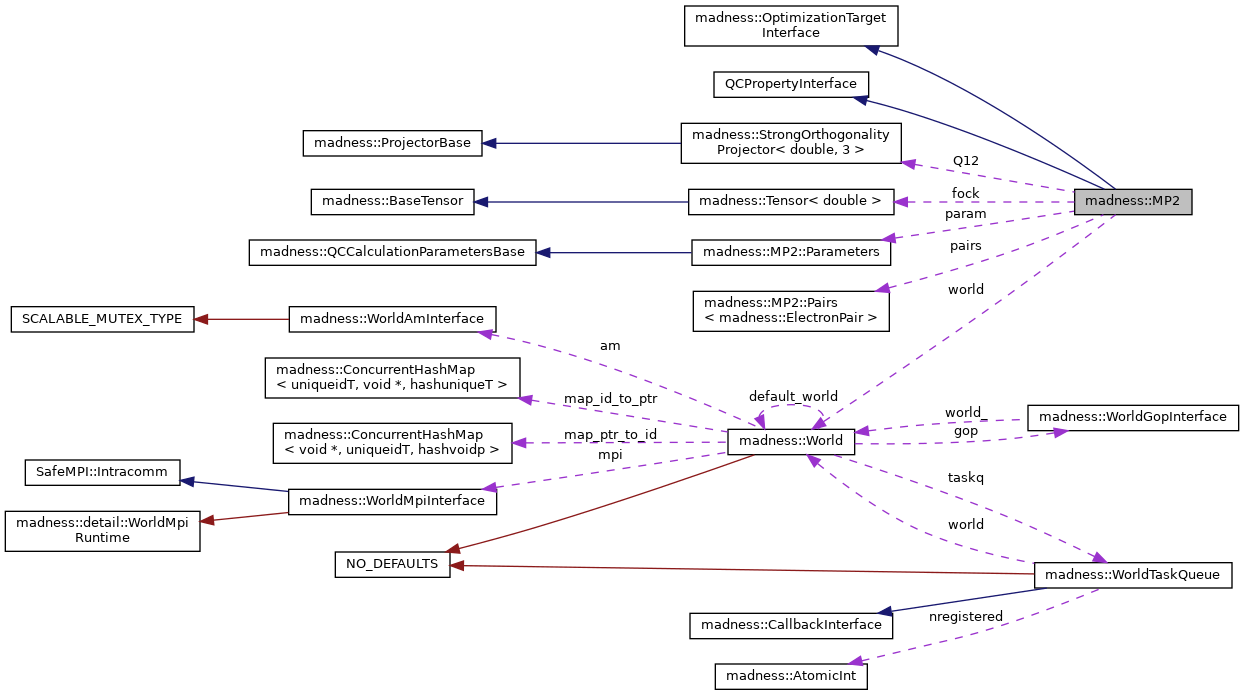 madness::OptimizationTarget
Interface
QCPropertyInterface
madness::StrongOrthogonality
Projector< double, 3 >
madness::ProjectorBase
Q12
madness::MP2
madness::BaseTensor
madness::Tensor< double >
fock
param
madness::QCCalculationParametersBase
madness::MP2::Parameters
pairs
madness::MP2::Pairs
< madness::ElectronPair >
world
SCALABLE_MUTEX_TYPE
madness::WorldAmInterface
am
madness::ConcurrentHashMap
< uniqueidT, void *, hashuniqueT >
map_id_to_ptr
default_world
madness::ConcurrentHashMap
< void *, uniqueidT, hashvoidp >
map_ptr_to_id
madness::World
world_
gop
madness::WorldGopInterface
mpi
SafeMPI::Intracomm
madness::WorldMpiInterface
taskq
madness::detail::WorldMpi
Runtime
world
NO_DEFAULTS
madness::WorldTaskQueue
madness::CallbackInterface
nregistered
madness::AtomicInt